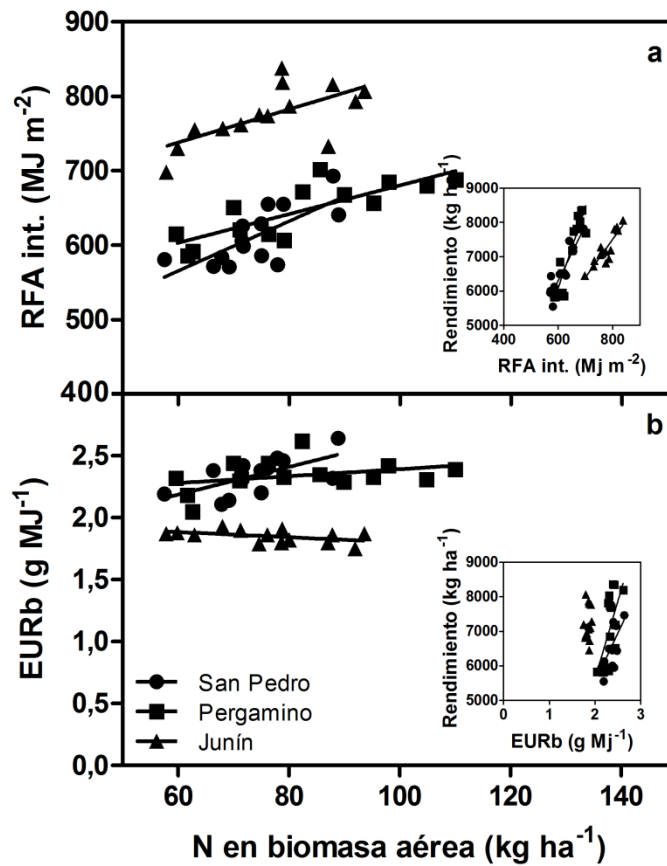 a
900
800
700
600
500
400
RFA int. (MJ m⁻²)
9000
8000
7000
6000
5000
Rendimiento (kg ha⁻¹)
400 600 800
RFA int. (Mj m⁻²)
b
2,5
2,0
1,5
1,0
0,5
0,0
EURb (g MJ⁻¹)
San Pedro
Pergamino
Junín
9000
8000
7000
6000
5000
Rendimiento (kg ha⁻¹)
0 1 2 3
EURb (g Mj⁻¹)
60 80 100 120 140
N en biomasa aérea (kg ha⁻¹)